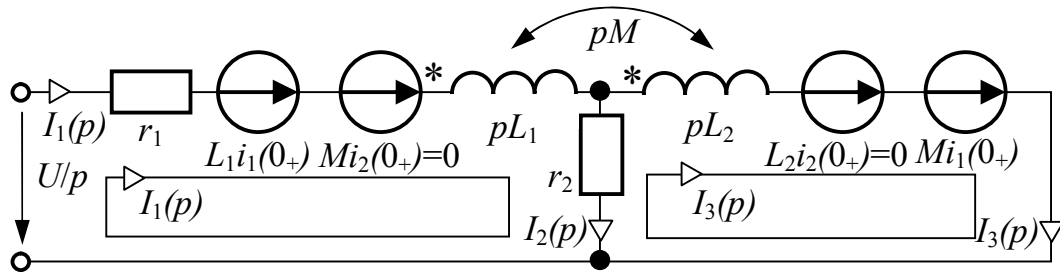 pM
* *
I₁(p) r₁ pL₁ pL₂
L₁i₁(0₊) Mi₂(0₊)=0 L₂i₂(0₊)=0 Mi₁(0₊)
U/p r₂
I₁(p) I₃(p)
I₂(p) I₃(p)